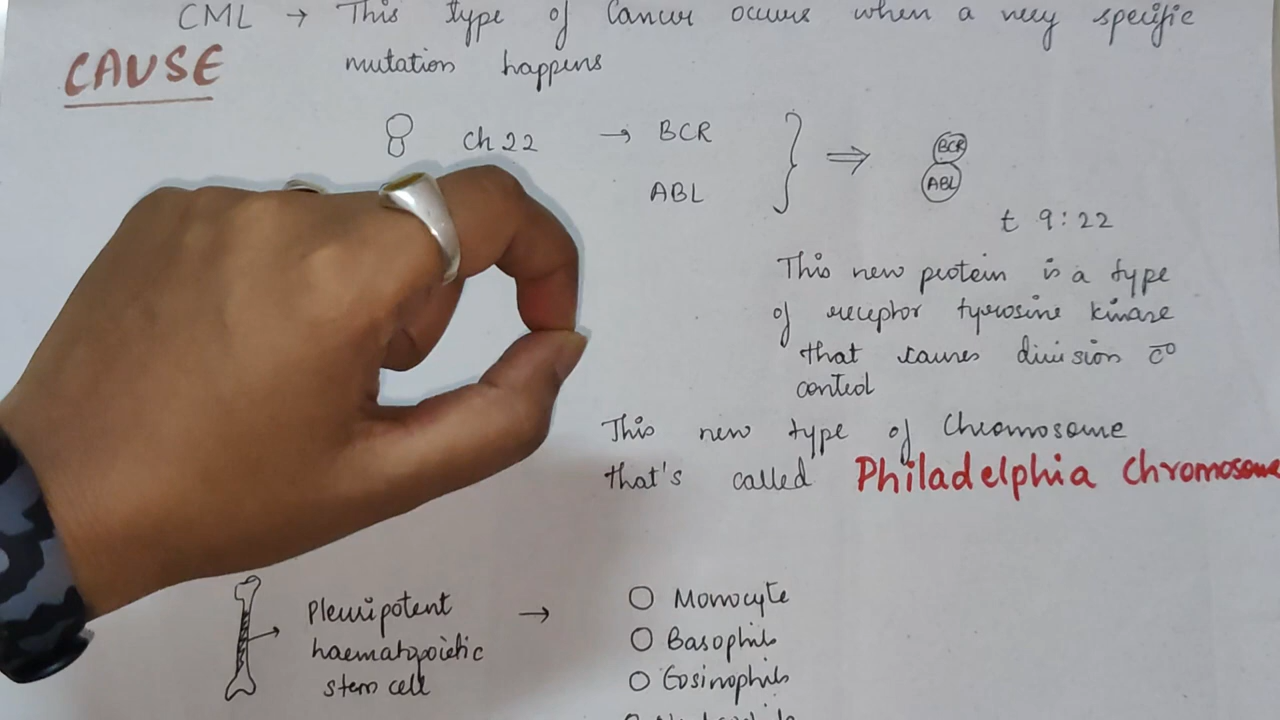 CML → This type of Cancer occurs when a very specific
CAUSE
mutation happens
Ch 22 → BCR
ABL
BCR
ABL
t 9:22
This new protein is a type
of receptor tyrosine kinase
that causes division c̄o
control
This new type of Chromosome
that's called Philadelphia Chromosome
Pleuripotent → Monocyte
haematopoietic Basophils
stem cell Eosinophils